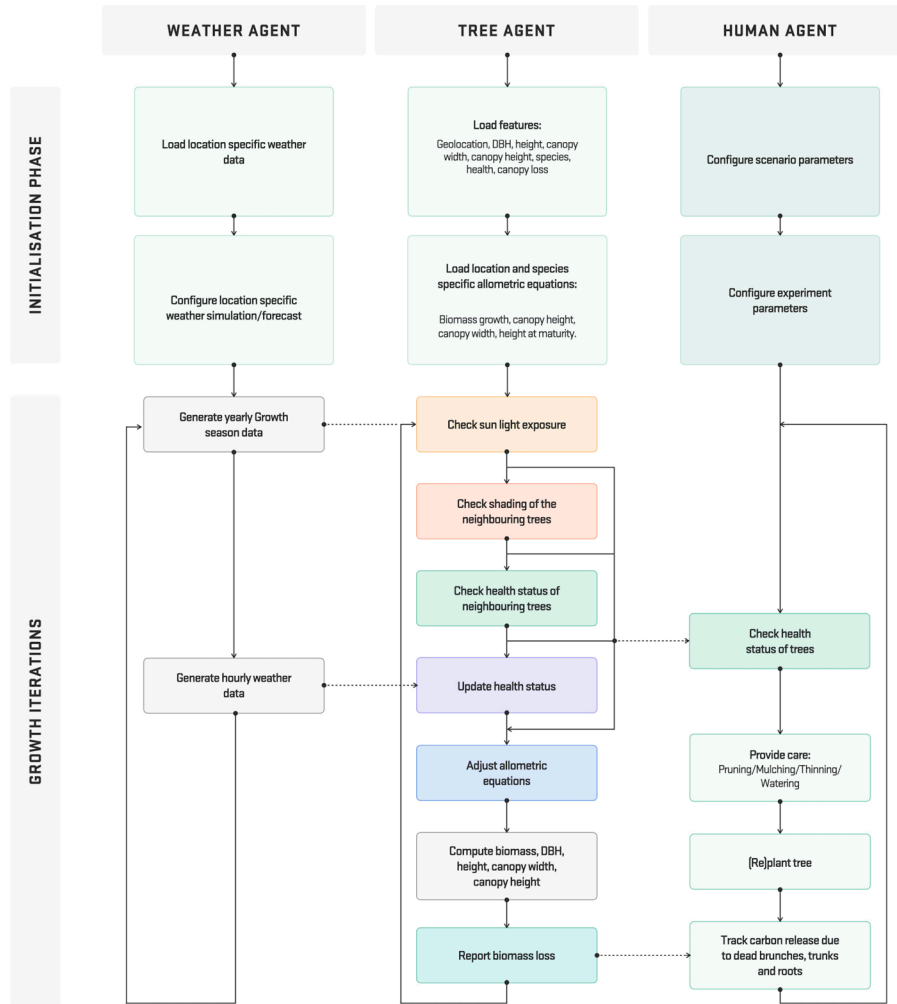 WEATHER AGENT
TREE AGENT
HUMAN AGENT
INITIALISATION PHASE
Load location specific weather
data
Load features:
Geolocation, DBH, height, canopy
width, canopy height, species,
health, canopy loss
Configure scenario parameters
Configure location specific
weather simulation/forecast
Load location and species
specific allometric equations:
Biomass growth, canopy height,
canopy width, height at maturity.
Configure experiment
parameters
GROWTH ITERATIONS
Generate yearly Growth
season data
Check sun light exposure
Check shading of the
neighbouring trees
Check health status of
neighbouring trees
Check health
status of trees
Generate hourly weather
data
Update health status
Adjust allometric
equations
Provide care:
Pruning/Mulching/Thinning/
Watering
Compute biomass, DBH,
height, canopy width,
canopy height
(Re)plant tree
Report biomass loss
Track carbon release due
to dead brunches, trunks
and roots